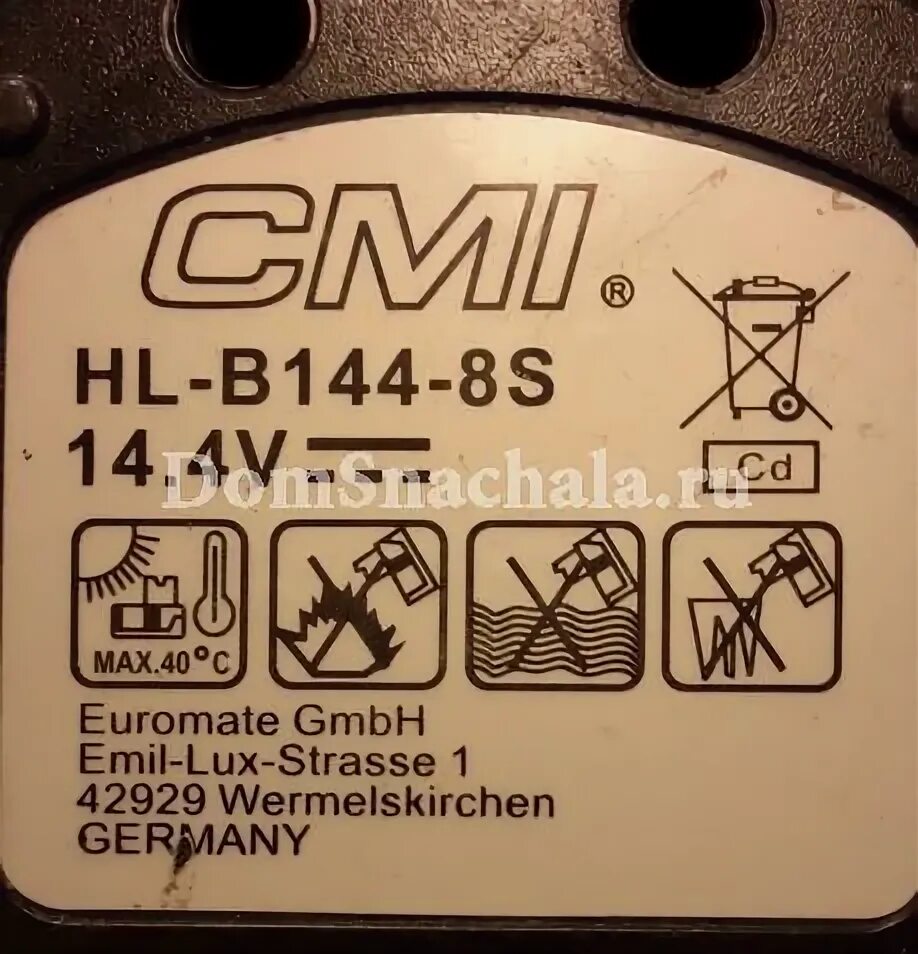 CMI ®
HL-B144-8S
14.4V
DomSnachala.ru
Cd
MAX.40°C
Euromate GmbH
Emil-Lux-Strasse 1
42929 Wermelskirchen
GERMANY